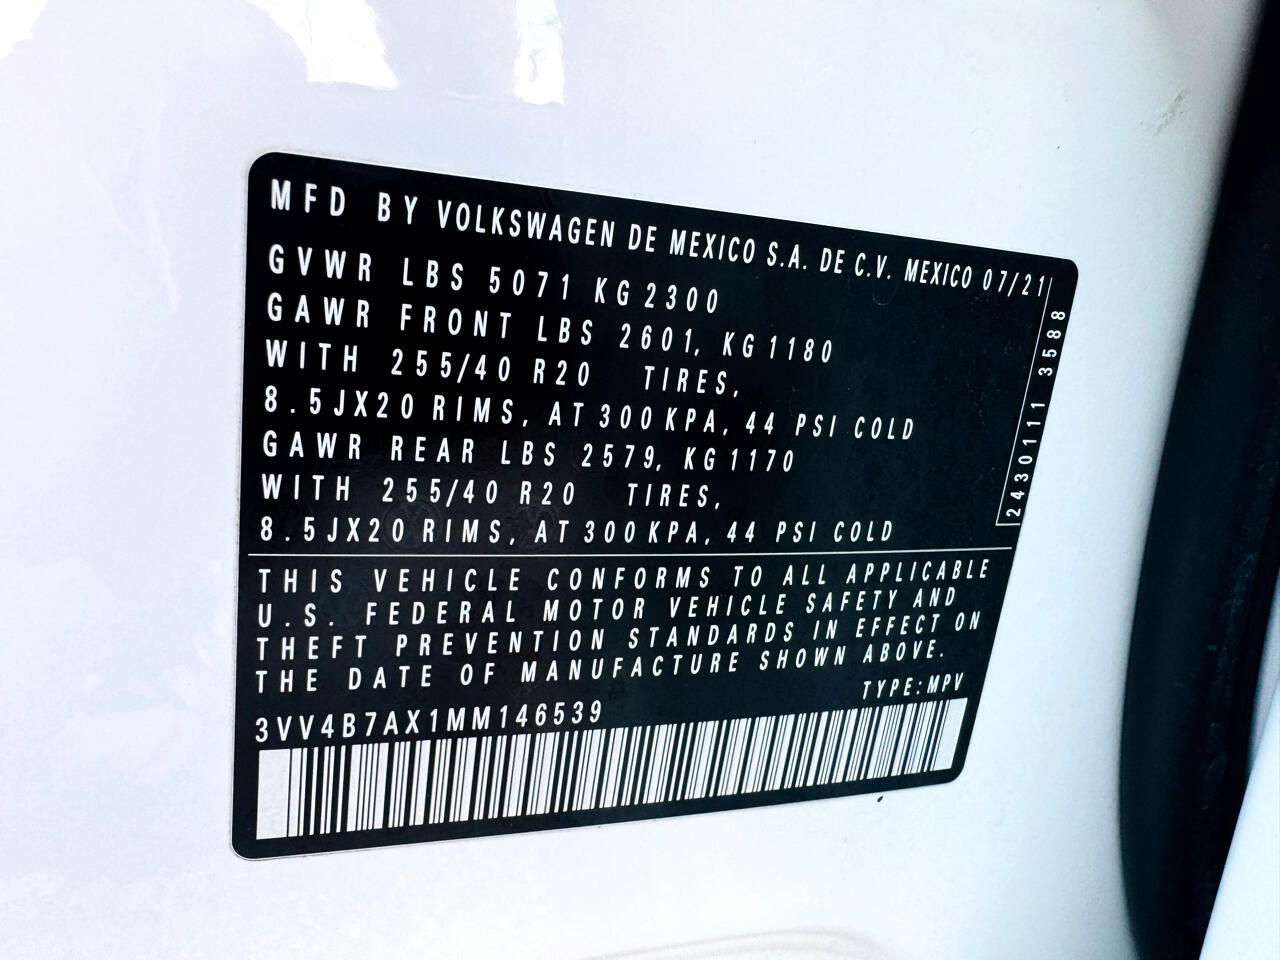 MFD BY VOLKSWAGEN DE MEXICO S.A. DE C.V. MEXICO 07/21
GVWR LBS 5071 KG 2300
GAWR FRONT LBS 2601, KG 1180
WITH 255/40 R20 TIRES,
8.5JX20 RIMS, AT 300 KPA, 44 PSI COLD
GAWR REAR LBS 2579, KG 1170
WITH 255/40 R20 TIRES,
8.5JX20 RIMS, AT 300 KPA, 44 PSI COLD
2430111 3588
THIS VEHICLE CONFORMS TO ALL APPLICABLE
U.S. FEDERAL MOTOR VEHICLE SAFETY AND
THEFT PREVENTION STANDARDS IN EFFECT ON
THE DATE OF MANUFACTURE SHOWN ABOVE.
TYPE:MPV
3VV4B7AX1MM146539